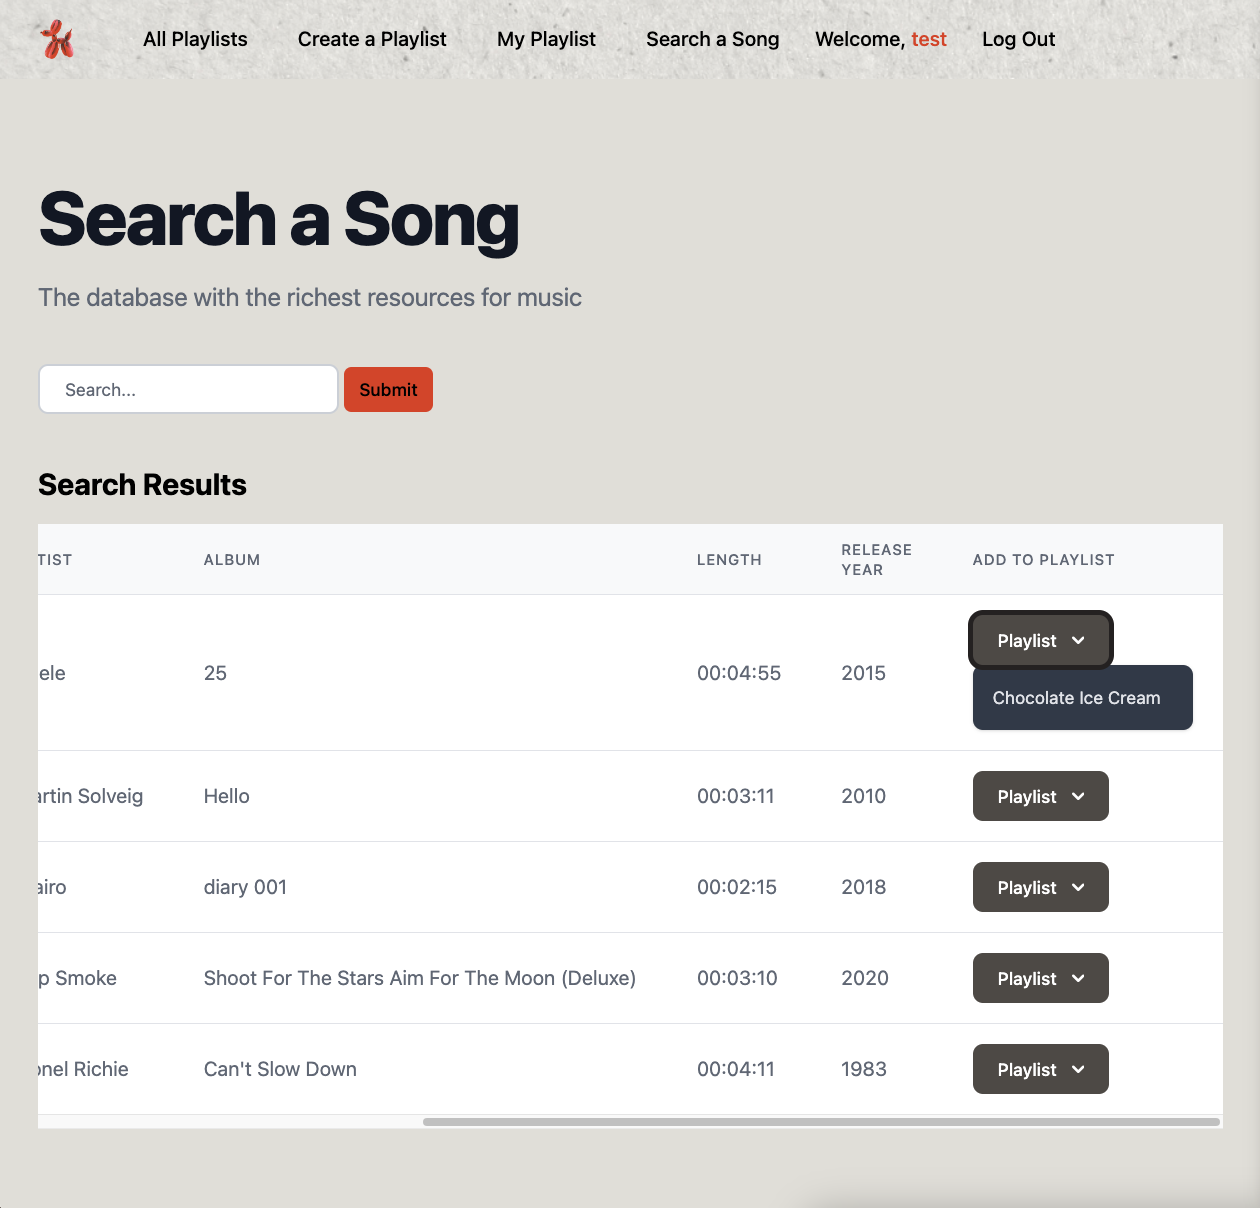 All Playlists Create a Playlist My Playlist Search a Song Welcome, test Log Out
Search a Song
The database with the richest resources for music
Search...
Submit
Search Results
TIST ALBUM LENGTH RELEASE YEAR ADD TO PLAYLIST
ele 25 00:04:55 2015 Playlist
Chocolate Ice Cream
artin Solveig Hello 00:03:11 2010 Playlist
airo diary 001 00:02:15 2018 Playlist
p Smoke Shoot For The Stars Aim For The Moon (Deluxe) 00:03:10 2020 Playlist
onel Richie Can't Slow Down 00:04:11 1983 Playlist